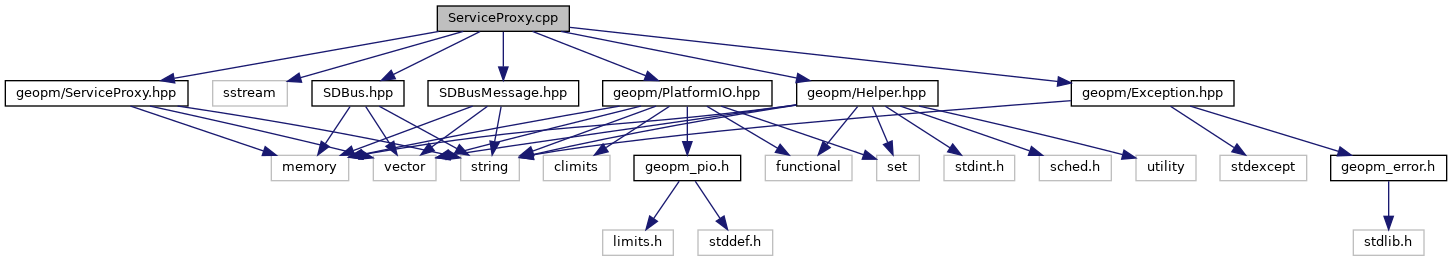 ServiceProxy.cpp
geopm/ServiceProxy.hpp
sstream
SDBus.hpp
SDBusMessage.hpp
geopm/PlatformIO.hpp
geopm/Helper.hpp
geopm/Exception.hpp
memory
vector
string
climits
geopm_pio.h
functional
set
stdint.h
sched.h
utility
stdexcept
geopm_error.h
limits.h
stddef.h
stdlib.h